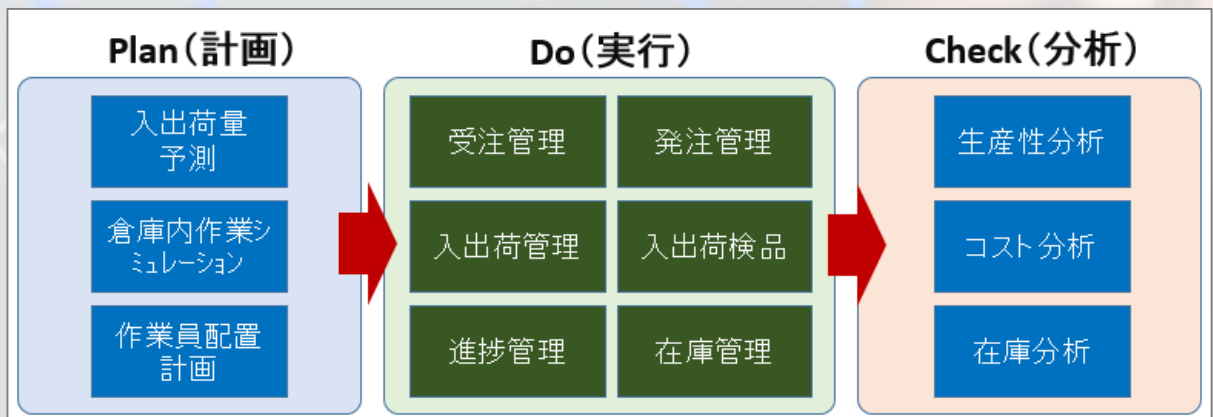 Plan(計画)
入出荷量
予測
倉庫内作業シ
ミュレーション
作業員配置
計画
Do(実行)
受注管理
発注管理
入出荷管理
入出荷検品
進捗管理
在庫管理
Check(分析)
生産性分析
コスト分析
在庫分析